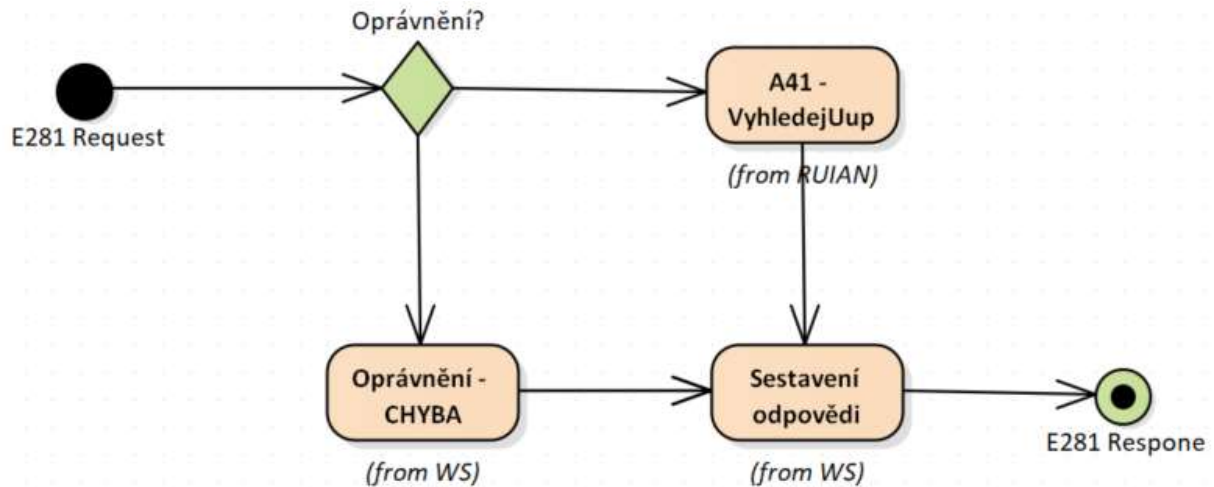 Oprávnění?
E281 Request
A41 -
VyhledejUup
(from RUIAN)
Oprávnění -
CHYBA
(from WS)
Sestavení
odpovědi
(from WS)
E281 Respone